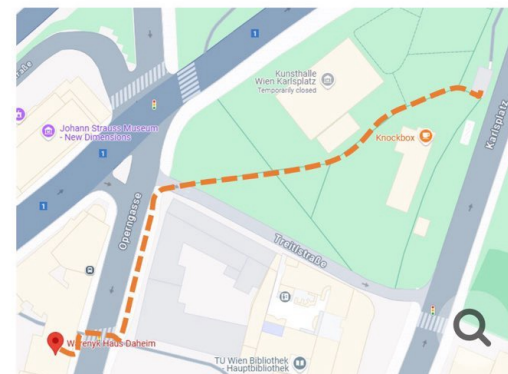 1
Kunsthalle
Wien Karlsplatz
Temporarily closed
Karlsplatz
Johann Strauss Museum
- New Dimensions
Knockbox
1
1
Operngasse
Treitlstraße
Haus Daheim
TU Wien Bibliothek
- Hauptbibliothek